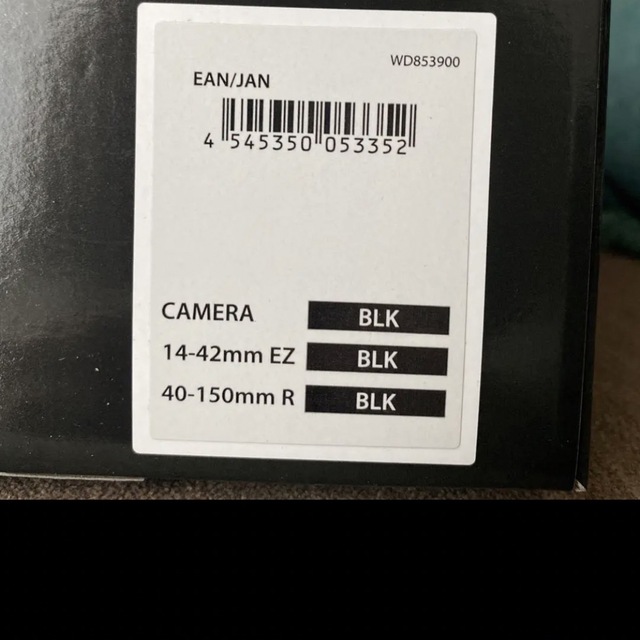 WD853900
EAN/JAN
4 545350 053352
CAMERA BLK
14-42mm EZ BLK
40-150mm R BLK